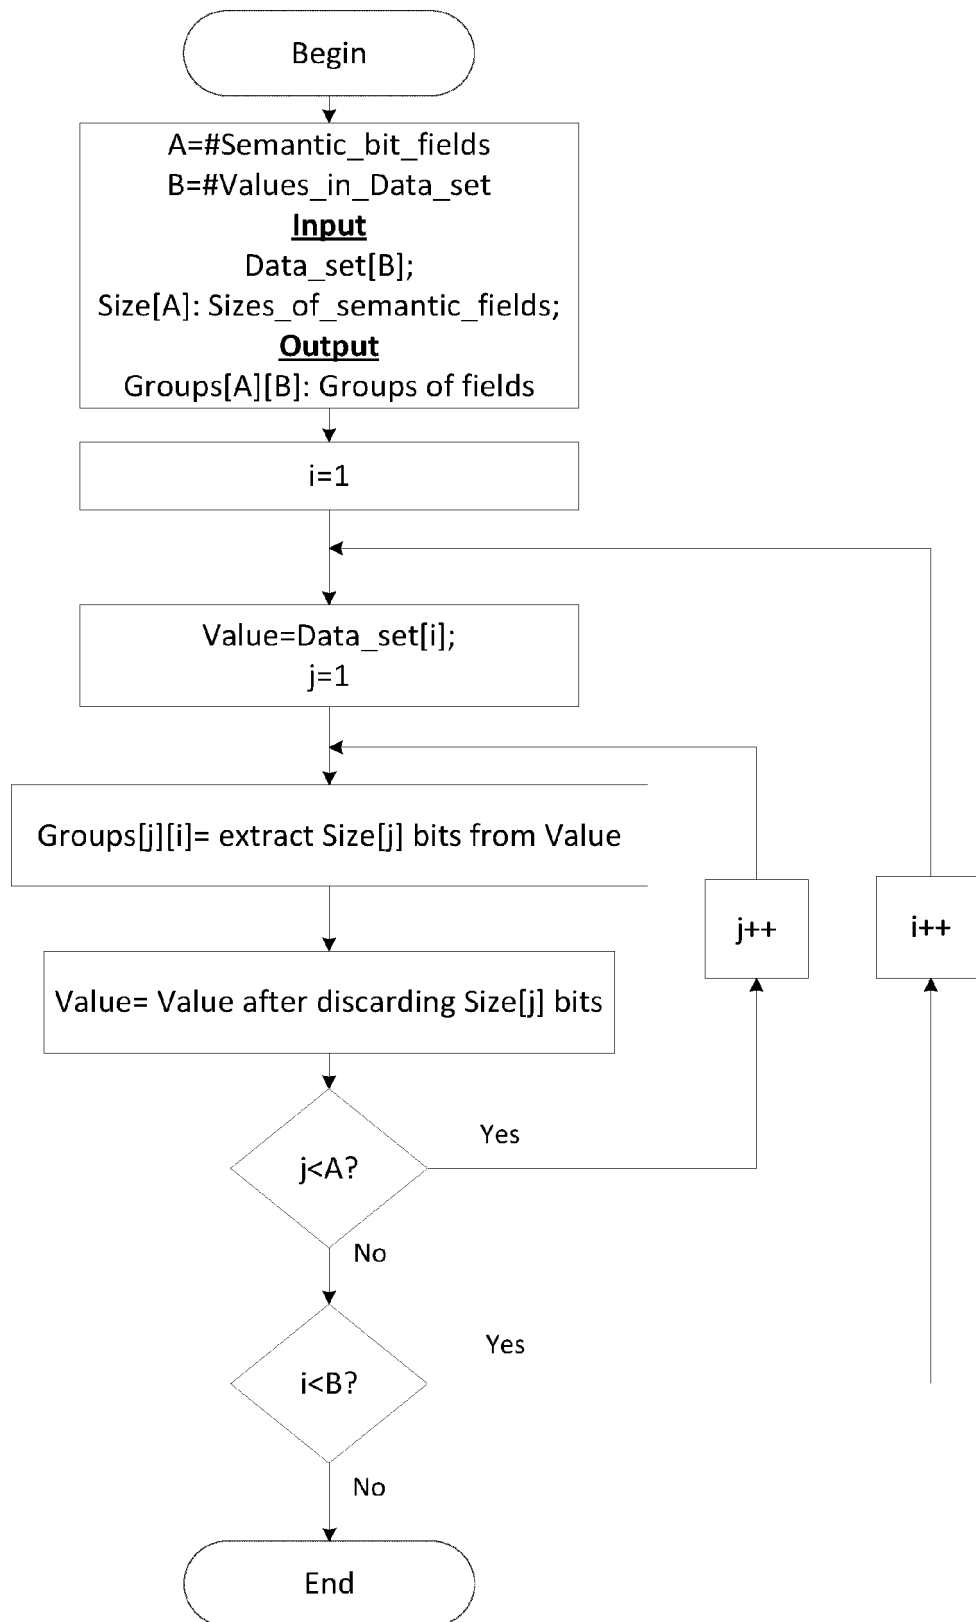 Begin
A=#Semantic_bit_fields
B=#Values_in_Data_set
Input
Data_set[B];
Size[A]: Sizes_of_semantic_fields;
Output
Groups[A][B]: Groups of fields
i=1
Value=Data_set[i];
j=1
Groups[j][i]= extract Size[j] bits from Value
j++
i++
Value= Value after discarding Size[j] bits
Yes
j<A?
No
Yes
i<B?
No
End